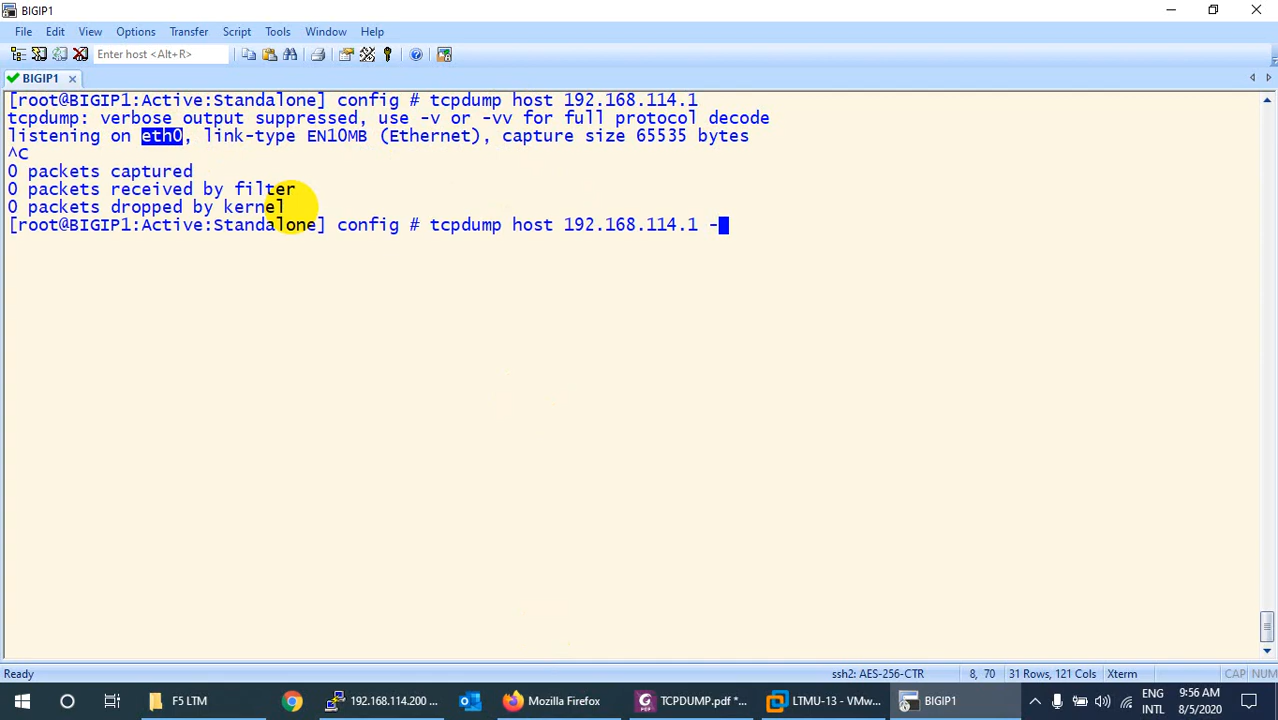 BIGIP1
File Edit View Options Transfer Script Tools Window Help
Enter host <Alt+R>
BIGIP1
[root@BIGIP1:Active:Standalone] config # tcpdump host 192.168.114.1
tcpdump: verbose output suppressed, use -v or -vv for full protocol decode
listening on eth0, link-type EN10MB (Ethernet), capture size 65535 bytes
^C
0 packets captured
0 packets received by filter
0 packets dropped by kernel
[root@BIGIP1:Active:Standalone] config # tcpdump host 192.168.114.1 -
Ready ssh2: AES-256-CTR 8, 70 31 Rows, 121 Cols Xterm CAP NUM
F5 LTM 192.168.114.200 ... Mozilla Firefox TCPDUMP.pdf *... LTMU-13 - VMw... BIGIP1 ENG INTL 9:56 AM 8/5/2020